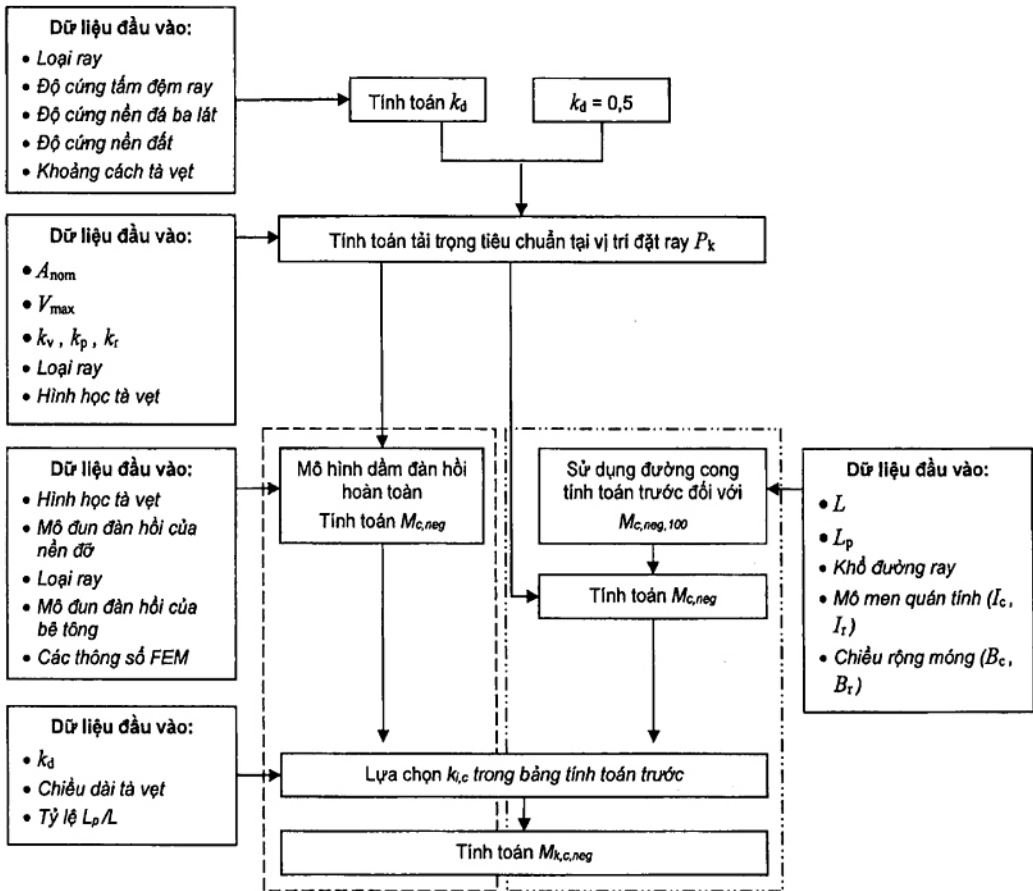 Dữ liệu đầu vào:
• Loại ray
• Độ cứng tấm đệm ray
• Độ cứng nền đá ba lát
• Độ cứng nền đất
• Khoảng cách tà vẹt
Tính toán kd
kd = 0,5
Dữ liệu đầu vào:
• Anom
• Vmax
• kv , kp , kr
• Loại ray
• Hình học tà vẹt
Tính toán tải trọng tiêu chuẩn tại vị trí đặt ray Pk
Dữ liệu đầu vào:
• Hình học tà vẹt
• Mô đun đàn hồi của
nền đỡ
• Loại ray
• Mô đun đàn hồi của
bê tông
• Các thông số FEM
Mô hình dầm đàn hồi
hoàn toàn
Tính toán Mc,neg
Sử dụng đường cong
tính toán trước đối với
Mc,neg,100
Tính toán Mc,neg
Dữ liệu đầu vào:
• L
• Lp
• Khổ đường ray
• Mô men quán tính (Ic ,
Ir )
• Chiều rộng móng (Bc ,
Br )
Dữ liệu đầu vào:
• kd
• Chiều dài tà vẹt
• Tỷ lệ Lp/L
Lựa chọn ki,c trong bảng tính toán trước
Tính toán Mk,c,neg